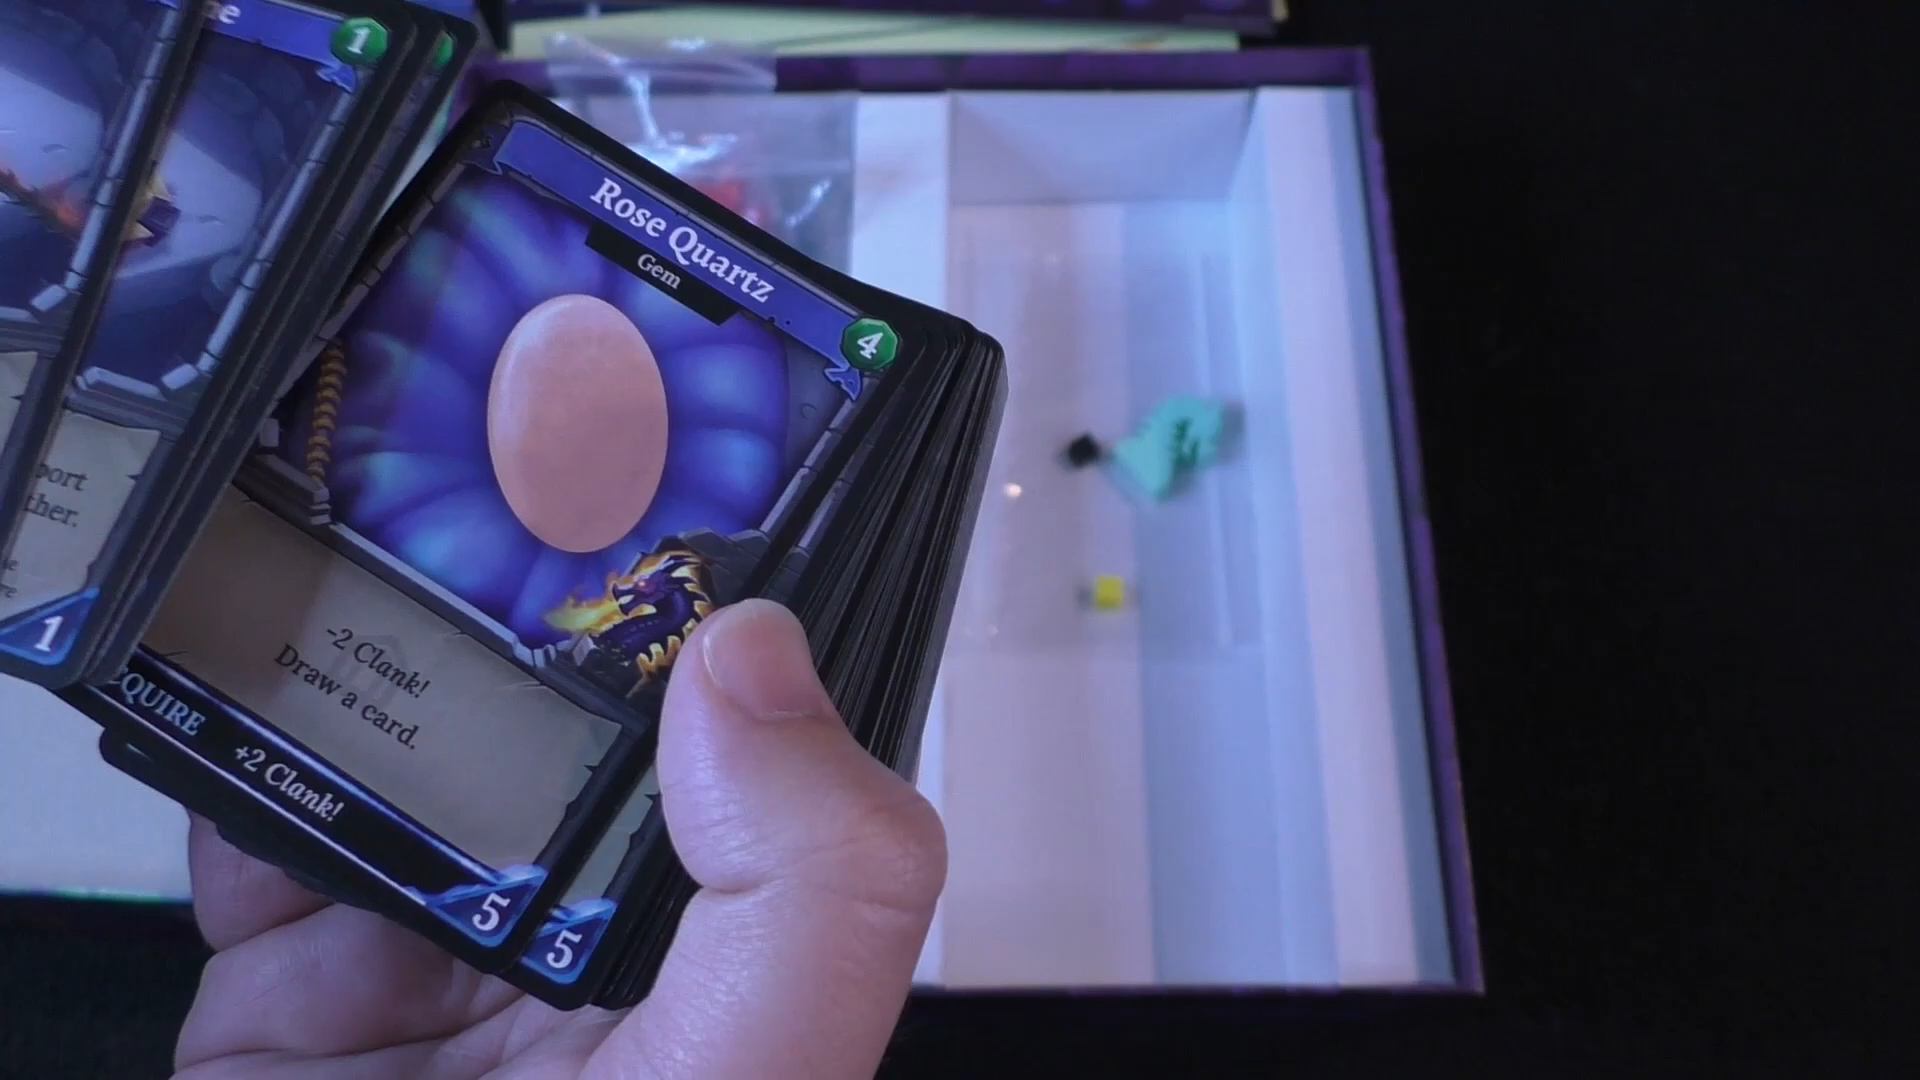 1
Rose Quartz
Gem
4
-2 Clank!
Draw a card.
+2 Clank!
5
5
1